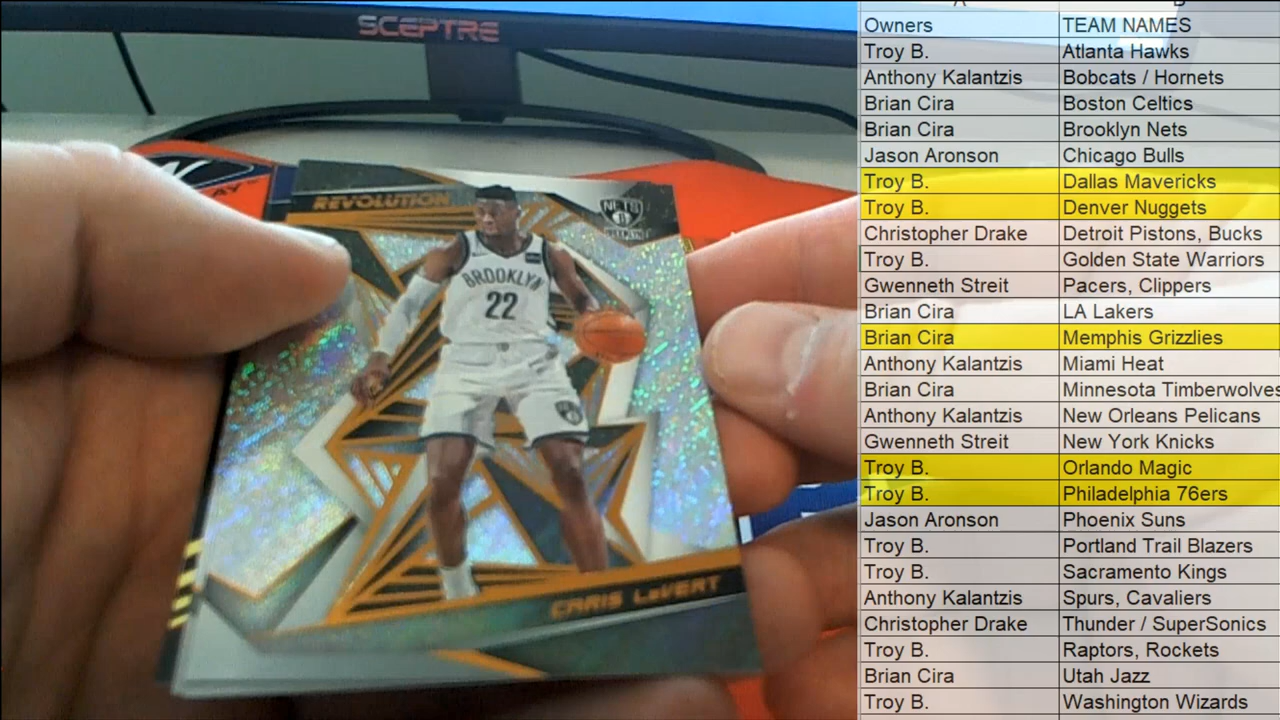 SCEPTRE
REVOLUTION
NETS
BROOKLYN
22
CARIS LeVERT
Owners TEAM NAMES
Troy B. Atlanta Hawks
Anthony Kalantzis Bobcats / Hornets
Brian Cira Boston Celtics
Brian Cira Brooklyn Nets
Jason Aronson Chicago Bulls
Troy B. Dallas Mavericks
Troy B. Denver Nuggets
Christopher Drake Detroit Pistons, Bucks
Troy B. Golden State Warriors
Gwenneth Streit Pacers, Clippers
Brian Cira LA Lakers
Brian Cira Memphis Grizzlies
Anthony Kalantzis Miami Heat
Brian Cira Minnesota Timberwolves
Anthony Kalantzis New Orleans Pelicans
Gwenneth Streit New York Knicks
Troy B. Orlando Magic
Troy B. Philadelphia 76ers
Jason Aronson Phoenix Suns
Troy B. Portland Trail Blazers
Troy B. Sacramento Kings
Anthony Kalantzis Spurs, Cavaliers
Christopher Drake Thunder / SuperSonics
Troy B. Raptors, Rockets
Brian Cira Utah Jazz
Troy B. Washington Wizards